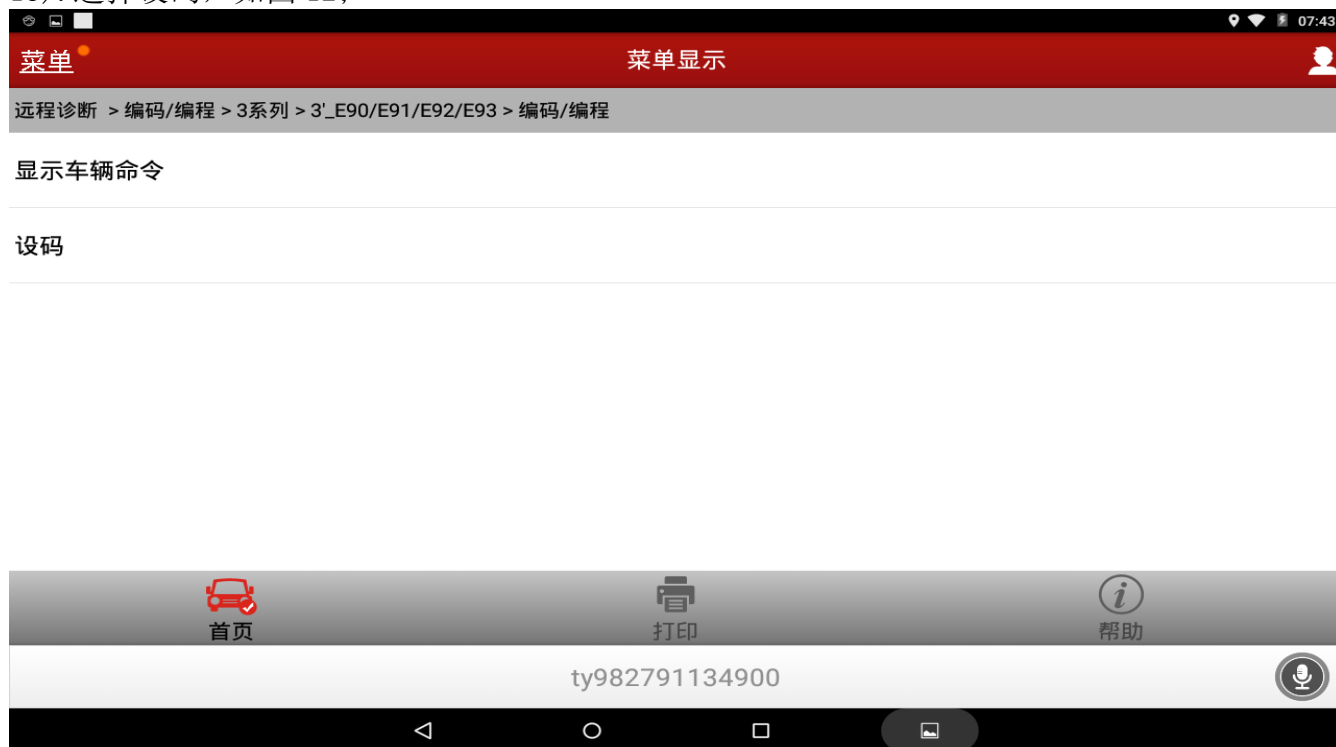 07:43
菜单
菜单显示
远程诊断 > 编码/编程 > 3系列 > 3'_E90/E91/E92/E93 > 编码/编程
显示车辆命令
设码
首页
打印
帮助
ty982791134900